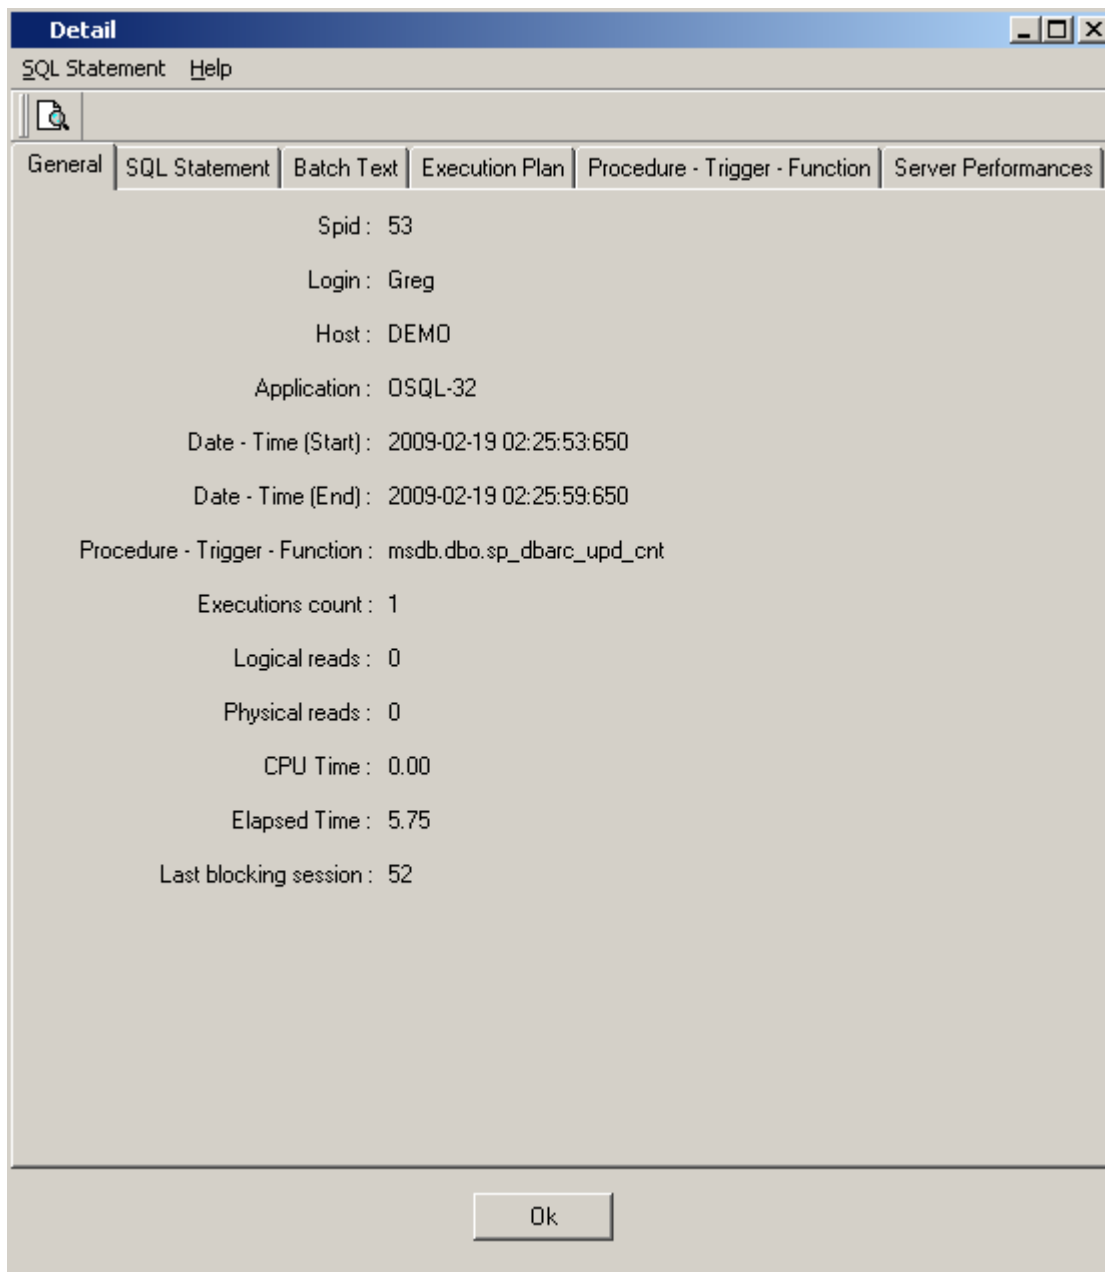 Detail
SQL Statement Help
General SQL Statement Batch Text Execution Plan Procedure - Trigger - Function Server Performances
Spid : 53
Login : Greg
Host : DEMO
Application : OSQL-32
Date - Time (Start) : 2009-02-19 02:25:53:650
Date - Time (End) : 2009-02-19 02:25:59:650
Procedure - Trigger - Function : msdb.dbo.sp_dbarc_upd_cnt
Executions count : 1
Logical reads : 0
Physical reads : 0
CPU Time : 0.00
Elapsed Time : 5.75
Last blocking session : 52
Ok